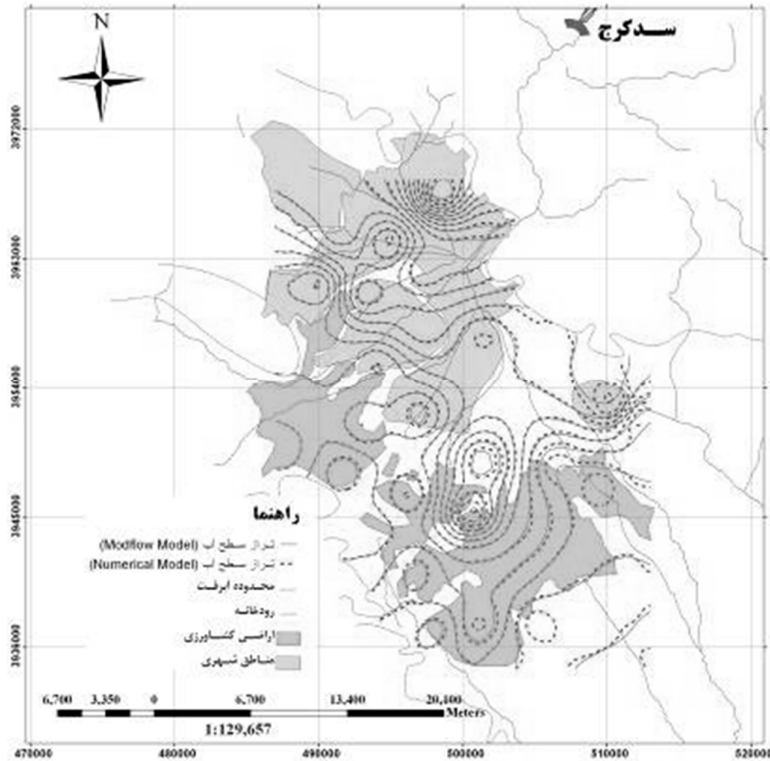 سد کرج
N
3972000
3963000
3954000
3945000
3936000
راهنما
تراز سطح آب (Modflow Model)
تراز سطح آب (Numerical Model)
محدوده ابرفت
رودخانه
اراضی کشاورزی
مناطق شهری
6,700 3,350 0 6,700 13,400 20,100
Meters
1:129,657
470000 480000 490000 500000 510000 520000